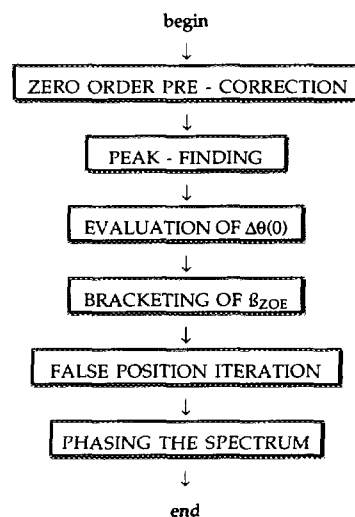 begin
↓
ZERO ORDER PRE - CORRECTION
↓
PEAK - FINDING
↓
EVALUATION OF Δθ(0)
↓
BRACKETING OF ßZOE
↓
FALSE POSITION ITERATION
↓
PHASING THE SPECTRUM
↓
end